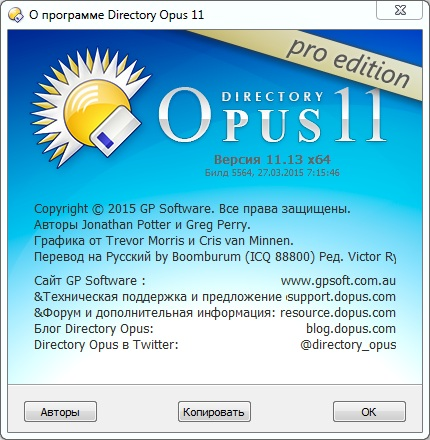 О программе Directory Opus 11
pro edition
DIRECTORY
OPUS 11
Версия 11.13 x64
Билд 5564, 27.03.2015 7:15:46
Copyright © 2015 GP Software. Все права защищены.
Авторы Jonathan Potter и Greg Perry.
Графика от Trevor Morris и Cris van Minnen.
Перевод на Русский by Boomburum (ICQ 88800) Ред. Victor Ry
Сайт GP Software : www.gpsoft.com.au
&Техническая поддержка и предложение support.dopus.com
&Форум и дополнительная информация: resource.dopus.com
Блог Directory Opus: blog.dopus.com
Directory Opus в Twitter: @directory_opus
Авторы Копировать OK